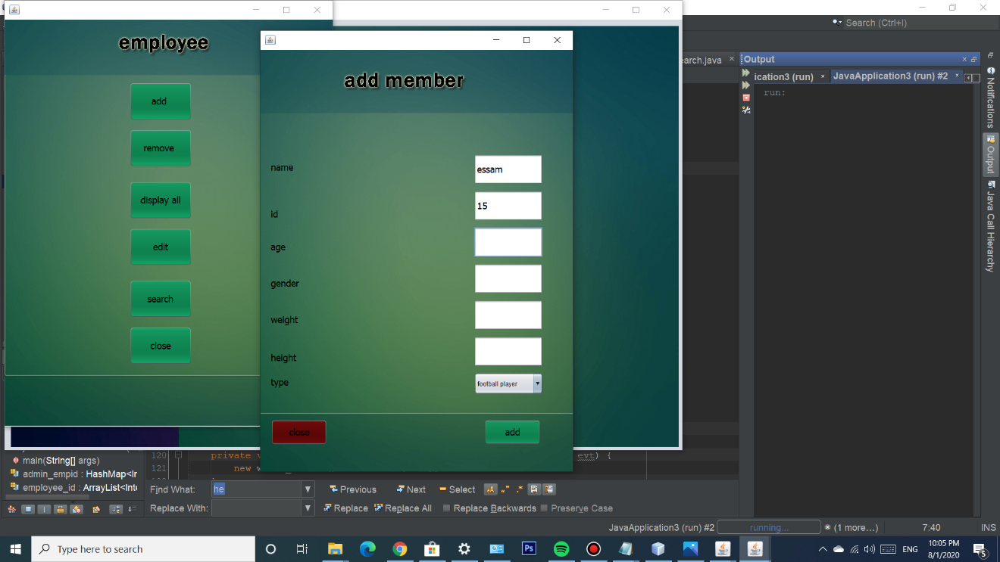 employee
add
remove
display all
edit
search
close
add member
name
essam
id
15
age
gender
weight
height
type
football player
close
add
Search (Ctrl+I)
earch.java
Output
ication3 (run)
JavaApplication3 (run) #2
run:
Notifications
Output
Java Call Hierarchy
main(String[] args)
admin_empid : HashMap<Ir
employee_id : ArrayList<Inte
120
private v
evt) {
121
new w
Find What:
he
Previous
Next
Select
Replace With:
Replace
Replace All
Replace Backwards
Preserve Case
JavaApplication3 (run) #2
running...
(1 more...)
7:40
INS
Type here to search
Ps
ENG
10:05 PM
8/1/2020
5